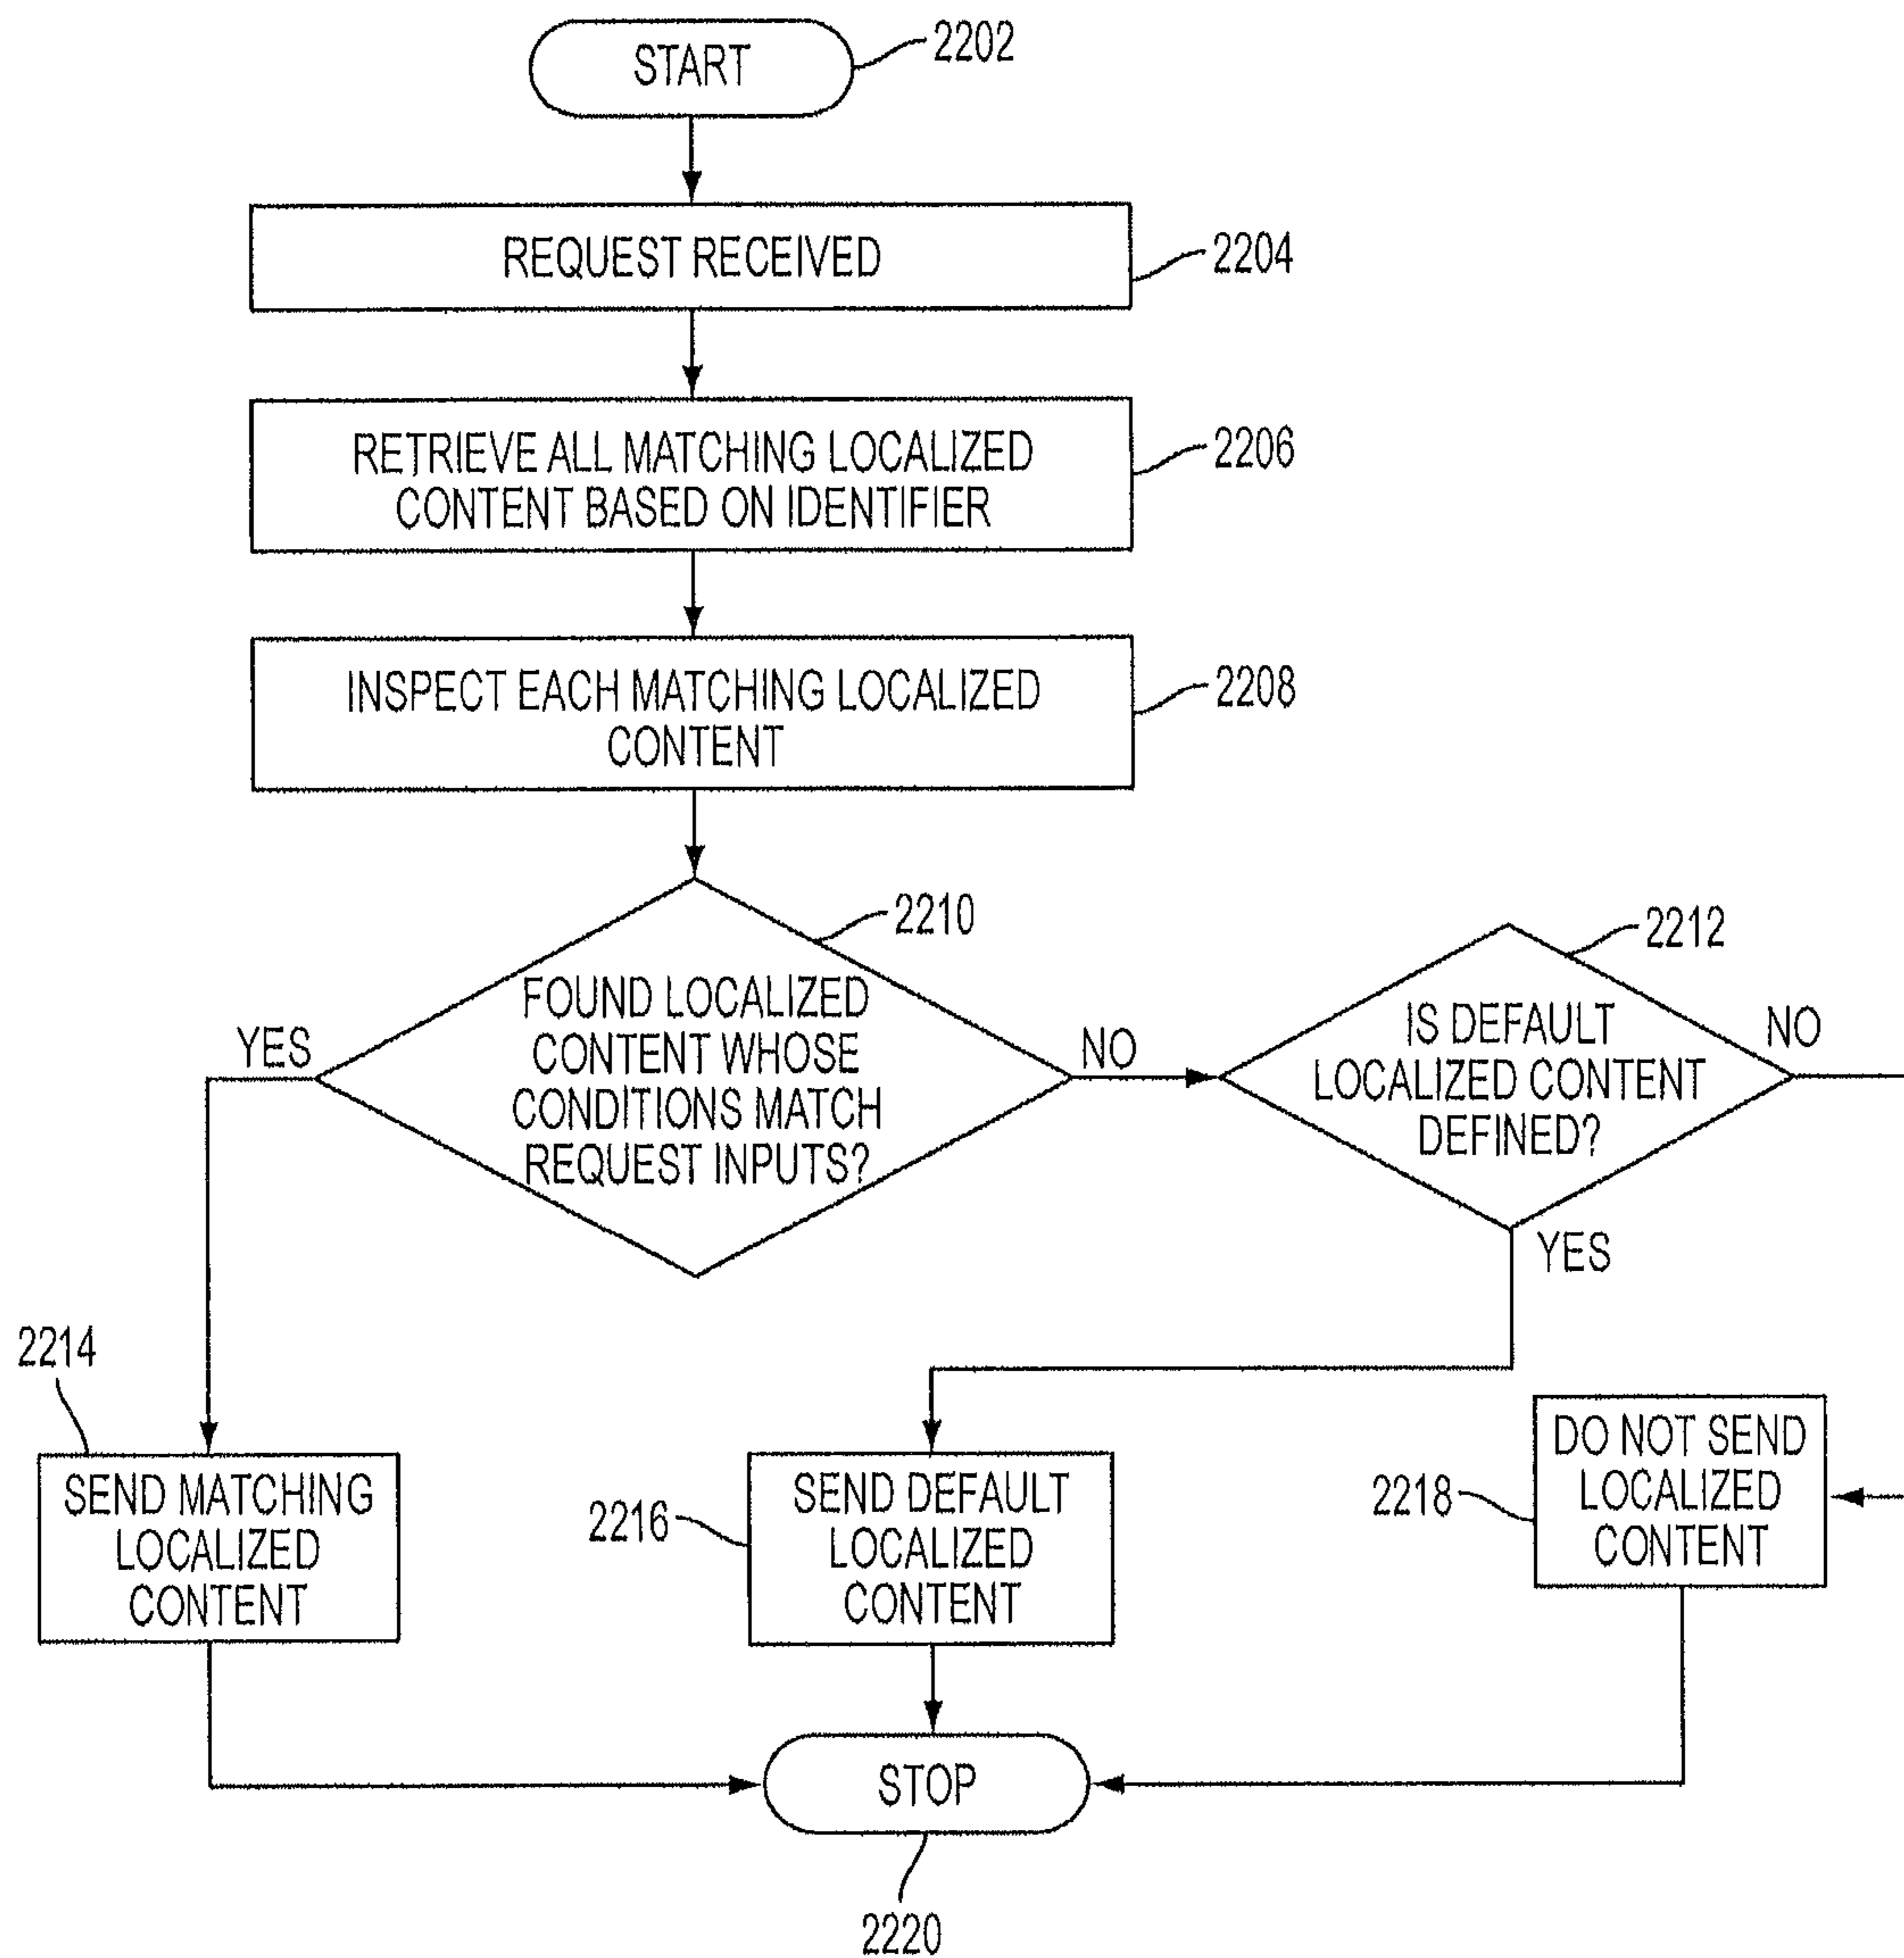 START
2202
REQUEST RECEIVED
2204
RETRIEVE ALL MATCHING LOCALIZED
CONTENT BASED ON IDENTIFIER
2206
INSPECT EACH MATCHING LOCALIZED
CONTENT
2208
2210
FOUND LOCALIZED
CONTENT WHOSE
CONDITIONS MATCH
REQUEST INPUTS?
YES
NO
2212
IS DEFAULT
LOCALIZED CONTENT
DEFINED?
NO
YES
2214
SEND MATCHING
LOCALIZED
CONTENT
2216
SEND DEFAULT
LOCALIZED
CONTENT
2218
DO NOT SEND
LOCALIZED
CONTENT
STOP
2220